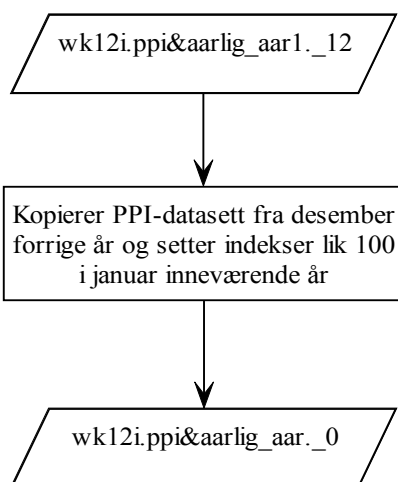 wk12i.ppi&aarlig_aar1._12
Kopierer PPI-datasett fra desember
forrige år og setter indekser lik 100
i januar inneværende år
wk12i.ppi&aarlig_aar._0